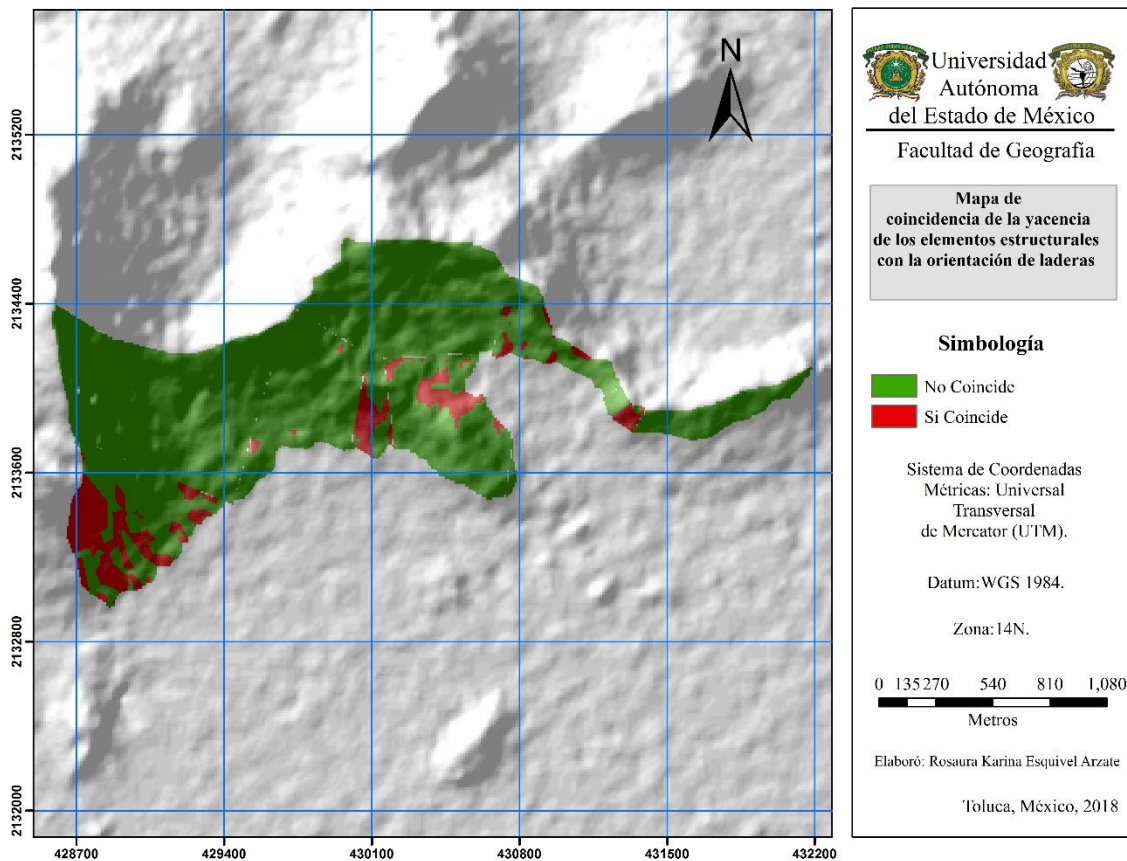 N
2135200
2134400
2133600
2132800
2132000
428700
429400
430100
430800
431500
432200
Universidad
Autónoma
del Estado de México
Facultad de Geografía
Mapa de
coincidencia de la yacencia
de los elementos estructurales
con la orientación de laderas
Simbología
No Coincide
Si Coincide
Sistema de Coordenadas
Métricas: Universal
Transversal
de Mercator (UTM).
Datum:WGS 1984.
Zona:14N.
0 135 270 540 810 1,080
Metros
Elaboró: Rosaura Karina Esquivel Arzate
Toluca, México, 2018